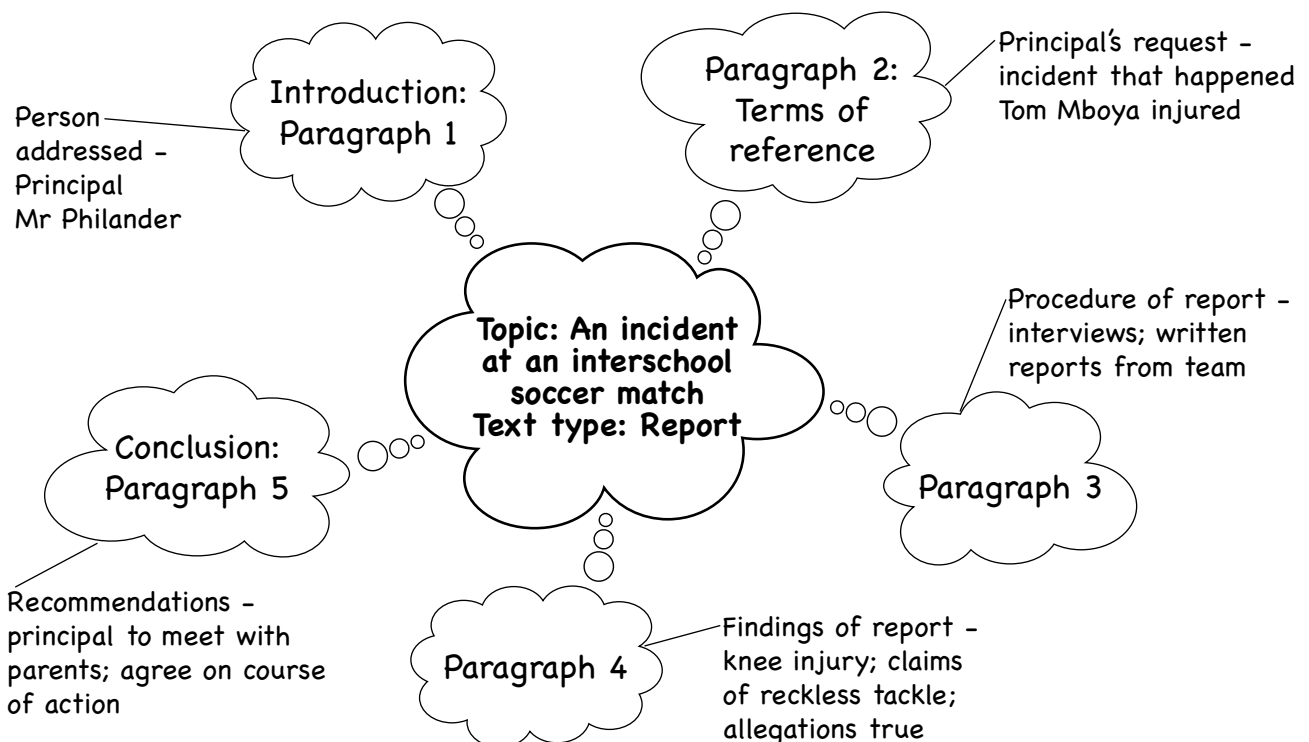 Introduction:
Paragraph 1
Person
addressed –
Principal
Mr Philander
Paragraph 2:
Terms of
reference
Principal's request –
incident that happened
Tom Mboya injured
Topic: An incident
at an interschool
soccer match
Text type: Report
Procedure of report –
interviews; written
reports from team
Paragraph 3
Paragraph 4
Findings of report –
knee injury; claims
of reckless tackle;
allegations true
Conclusion:
Paragraph 5
Recommendations –
principal to meet with
parents; agree on course
of action